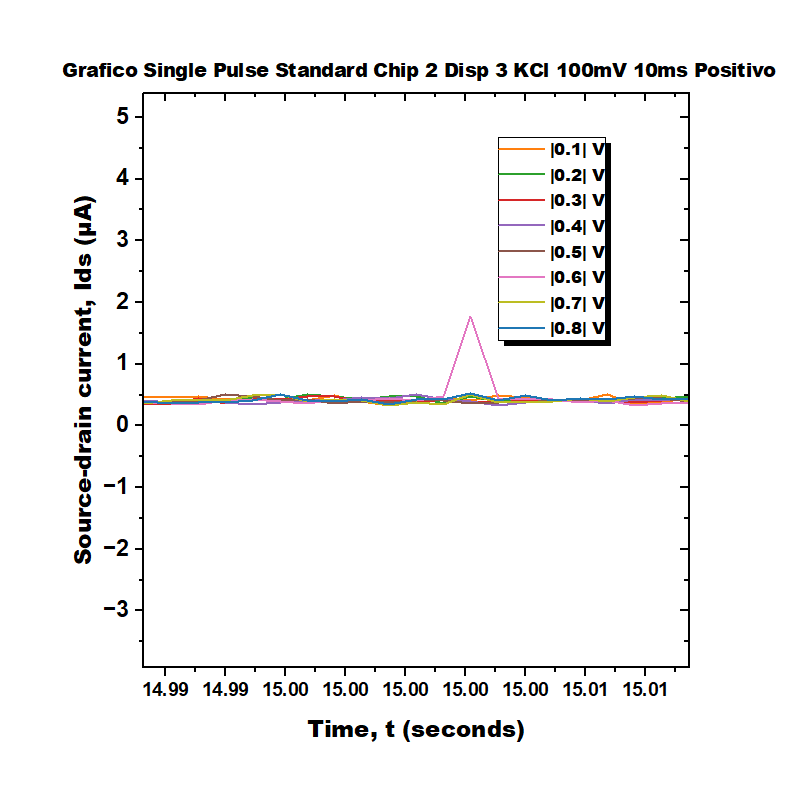 Grafico Single Pulse Standard Chip 2 Disp 3 KCl 100mV 10ms Positivo
5
4
3
2
1
0
−1
−2
−3
Source-drain current, Ids (µA)
|0.1| V
|0.2| V
|0.3| V
|0.4| V
|0.5| V
|0.6| V
|0.7| V
|0.8| V
14.99 14.99 15.00 15.00 15.00 15.00 15.00 15.01 15.01
Time, t (seconds)